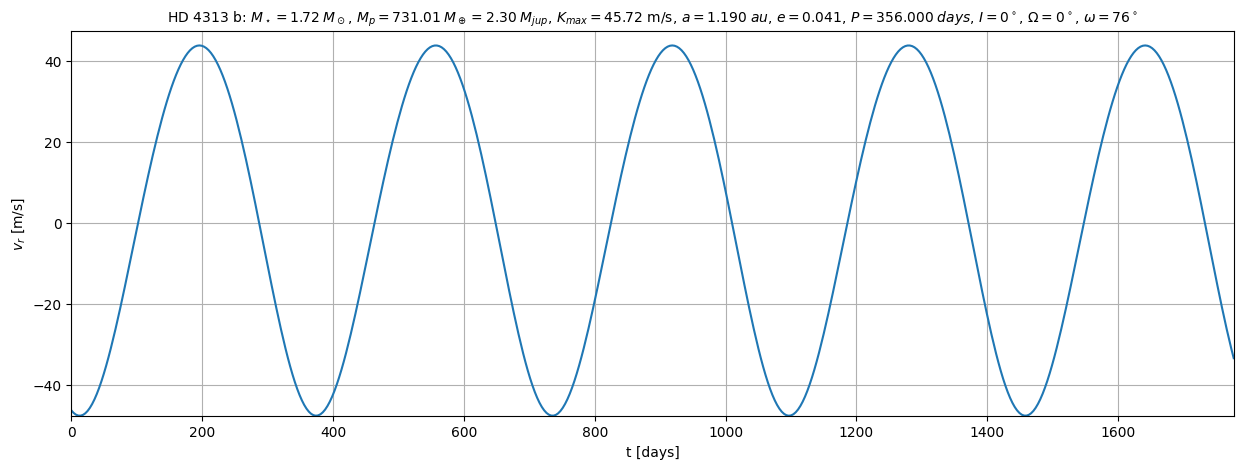 HD 4313 b: $M_\star = 1.72\ M_\odot$, $M_p = 731.01\ M_\oplus = 2.30\ M_{jup}$, $K_{max} = 45.72$ m/s, $a = 1.190\ au$, $e = 0.041$, $P = 356.000\ days$, $I = 0^\circ$, $\Omega = 0^\circ$, $\omega = 76^\circ$
40
20
0
−20
−40
$v_r$ [m/s]
0 200 400 600 800 1000 1200 1400 1600
t [days]